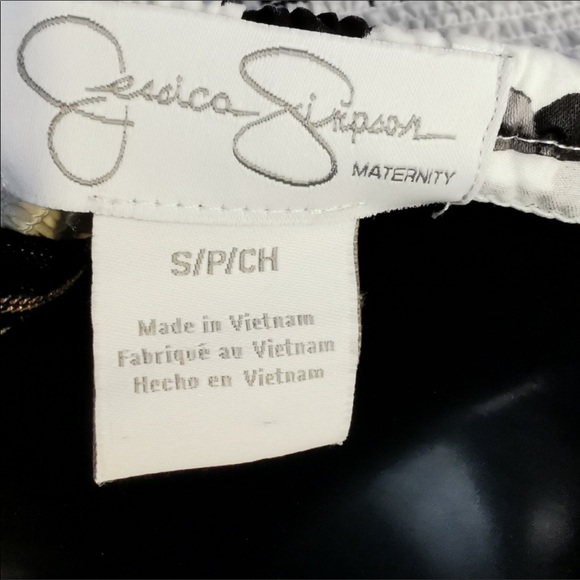 Jessica Simpson
MATERNITY
S/P/CH
Made in Vietnam
Fabriqué au Vietnam
Hecho en Vietnam